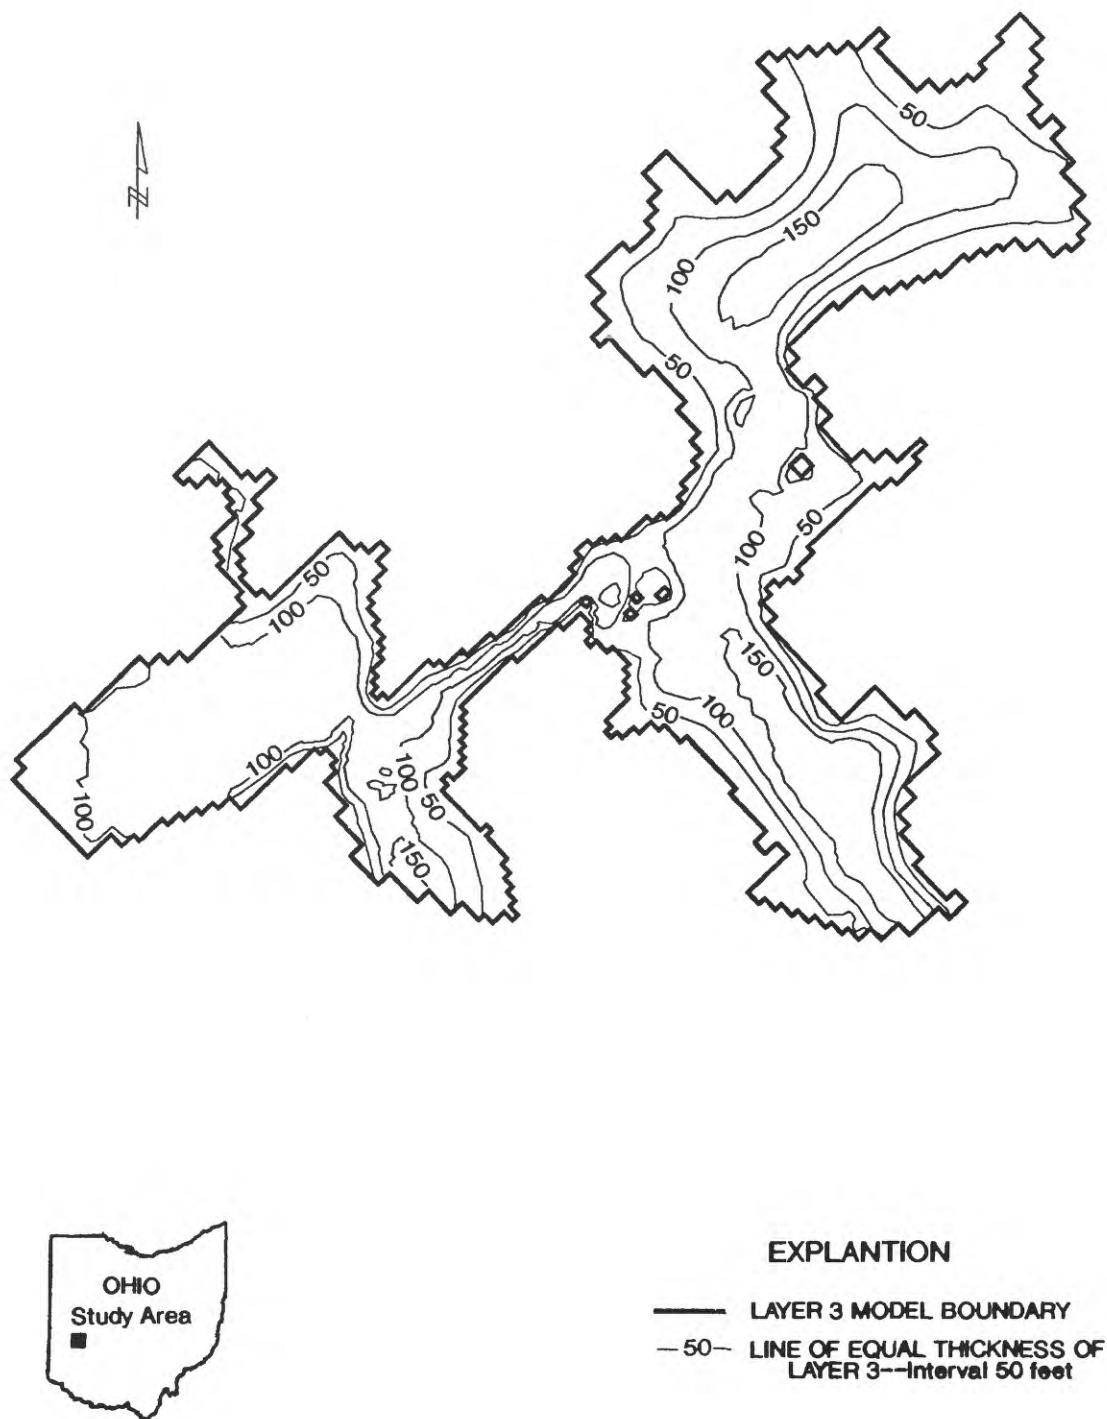 50
150
100
50
100
50
50
100
150
100
50
100
100
50
100
150
N
OHIO
Study Area
EXPLANTION
LAYER 3 MODEL BOUNDARY
—50— LINE OF EQUAL THICKNESS OF
LAYER 3--Interval 50 feet